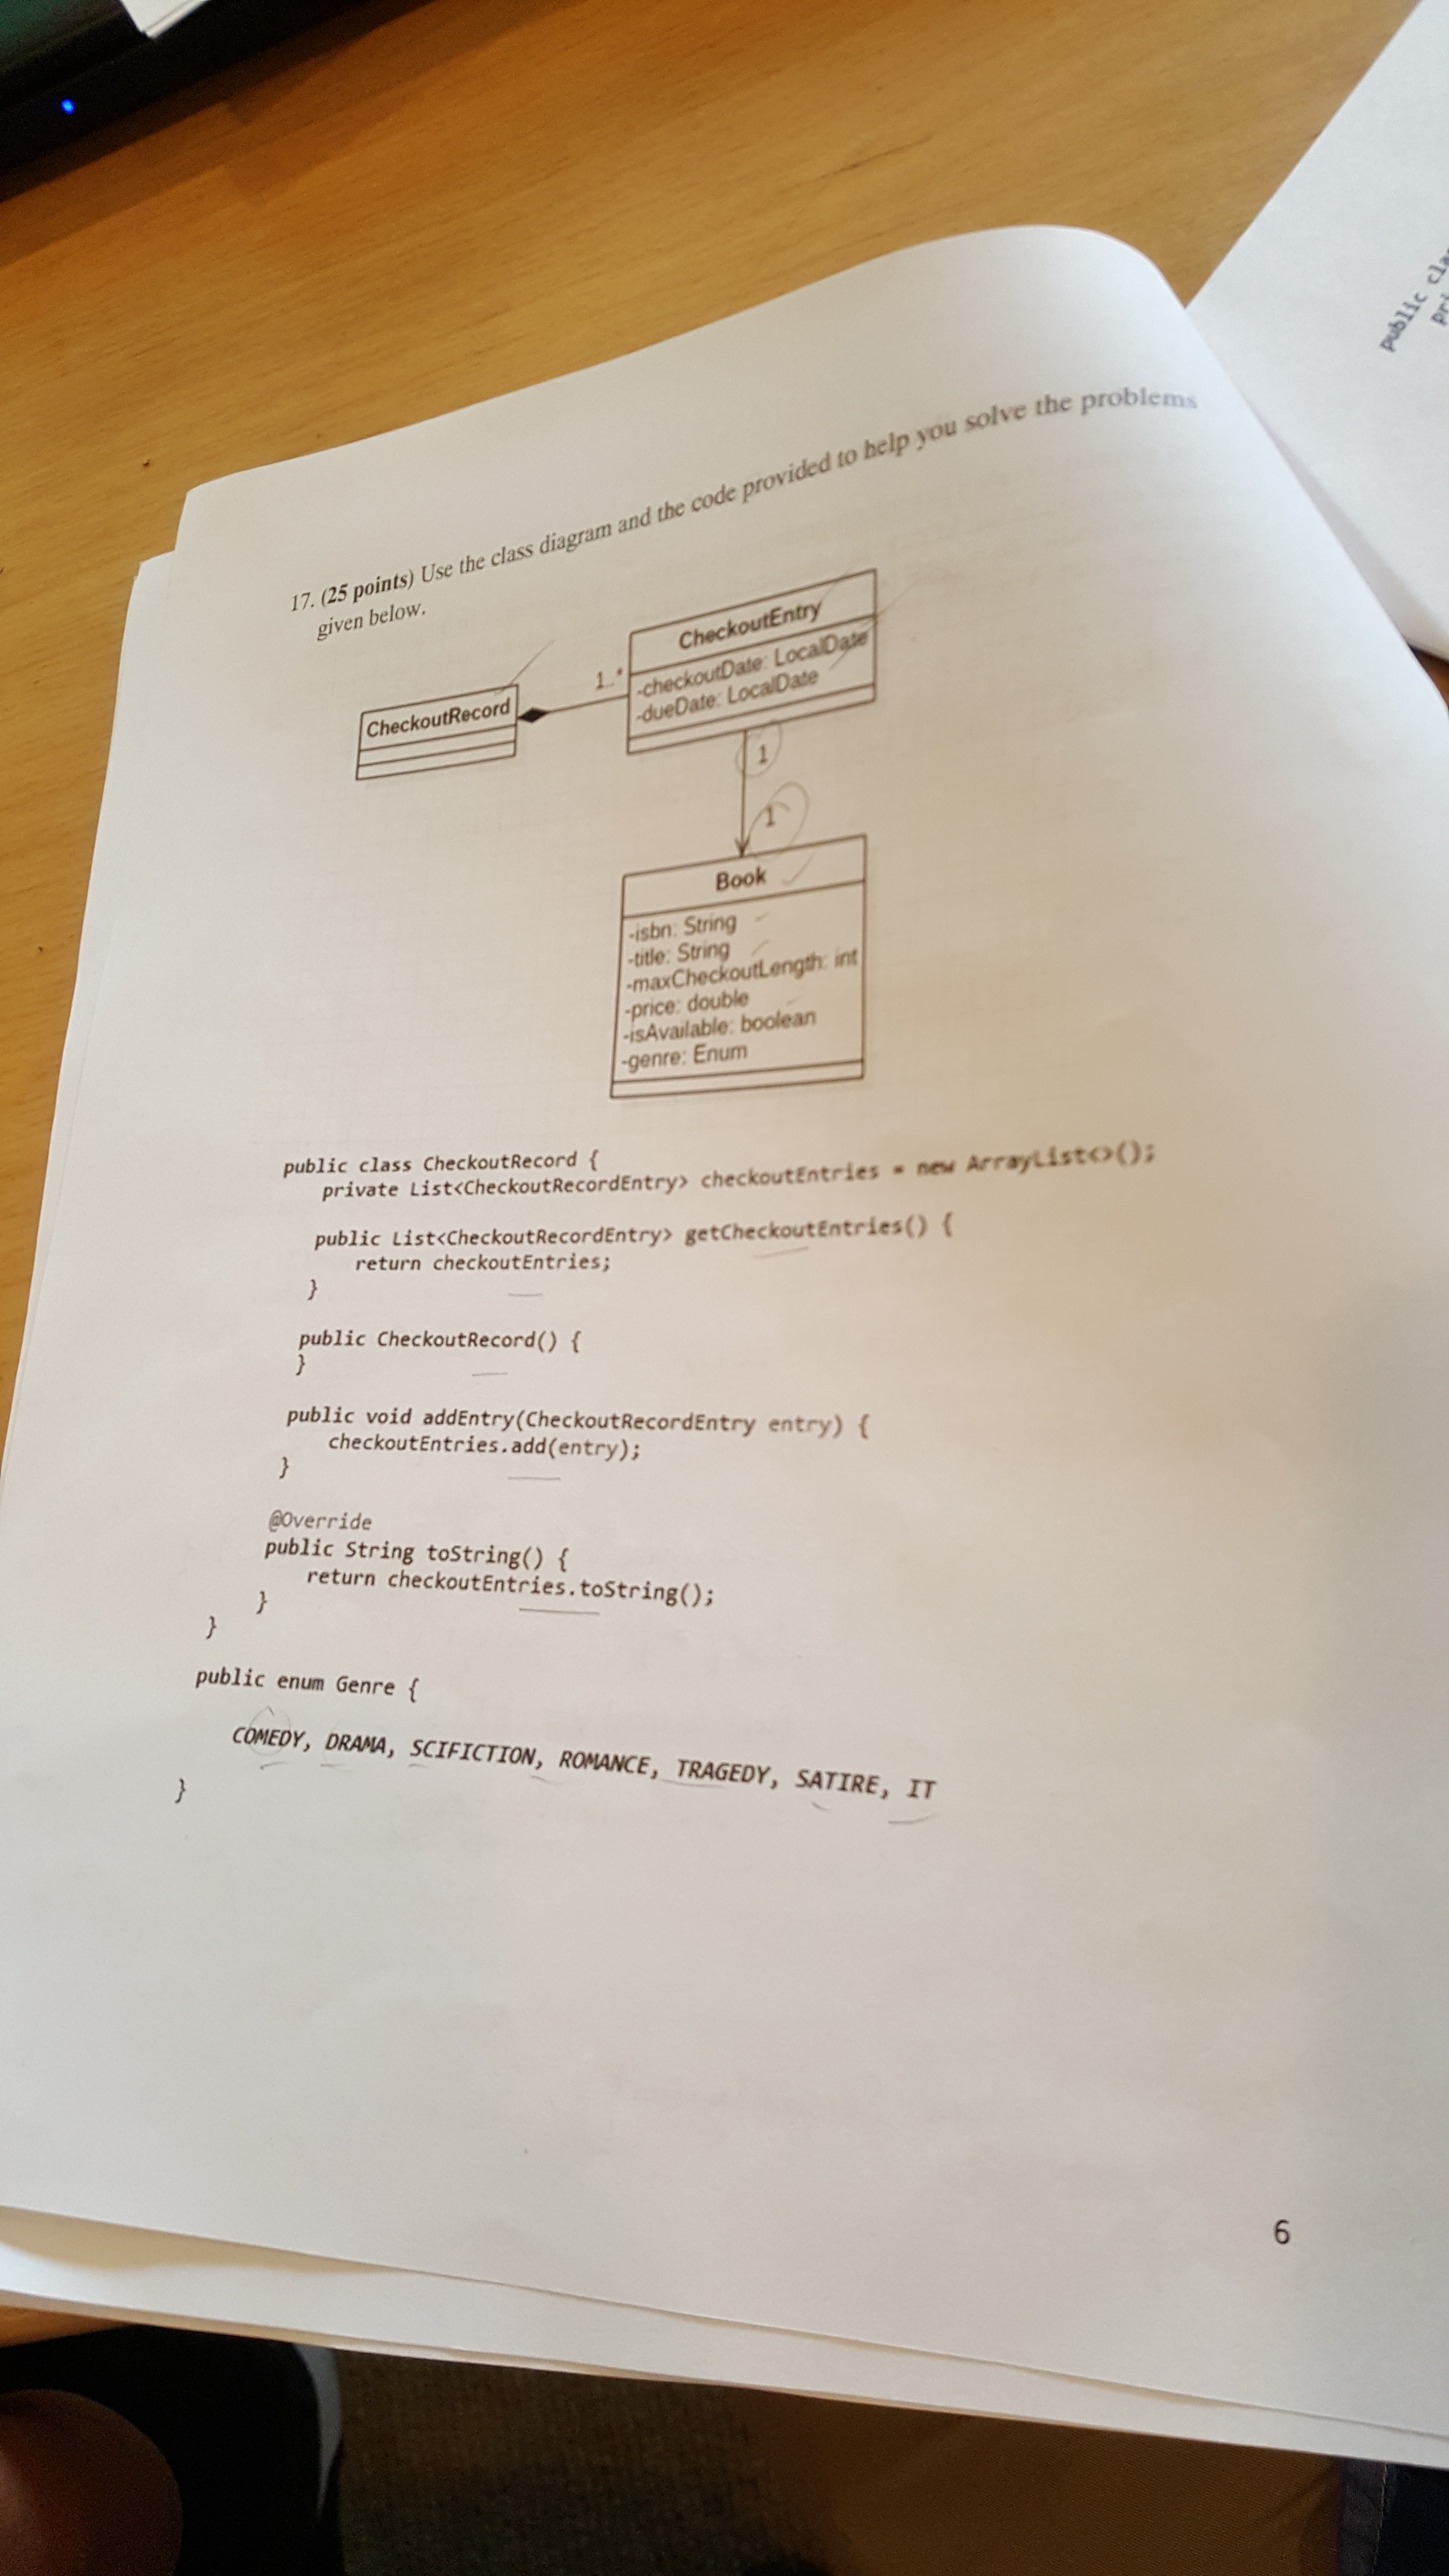 17. (25 points) Use the class diagram and the code provided to help you solve the problems
given below.
CheckoutRecord
1..*
CheckoutEntry
-checkoutDate: LocalDate
-dueDate: LocalDate
1
1
Book
-isbn: String
-title: String
-maxCheckoutLength: int
-price: double
-isAvailable: boolean
-genre: Enum
public class CheckoutRecord {
private List<CheckoutRecordEntry> checkoutEntries = new ArrayList<>();
public List<CheckoutRecordEntry> getCheckoutEntries() {
return checkoutEntries;
}
public CheckoutRecord() {
}
public void addEntry(CheckoutRecordEntry entry) {
checkoutEntries.add(entry);
}
@Override
public String toString() {
return checkoutEntries.toString();
}
}
public enum Genre {
COMEDY, DRAMA, SCIFICTION, ROMANCE, TRAGEDY, SATIRE, IT
}
6
public